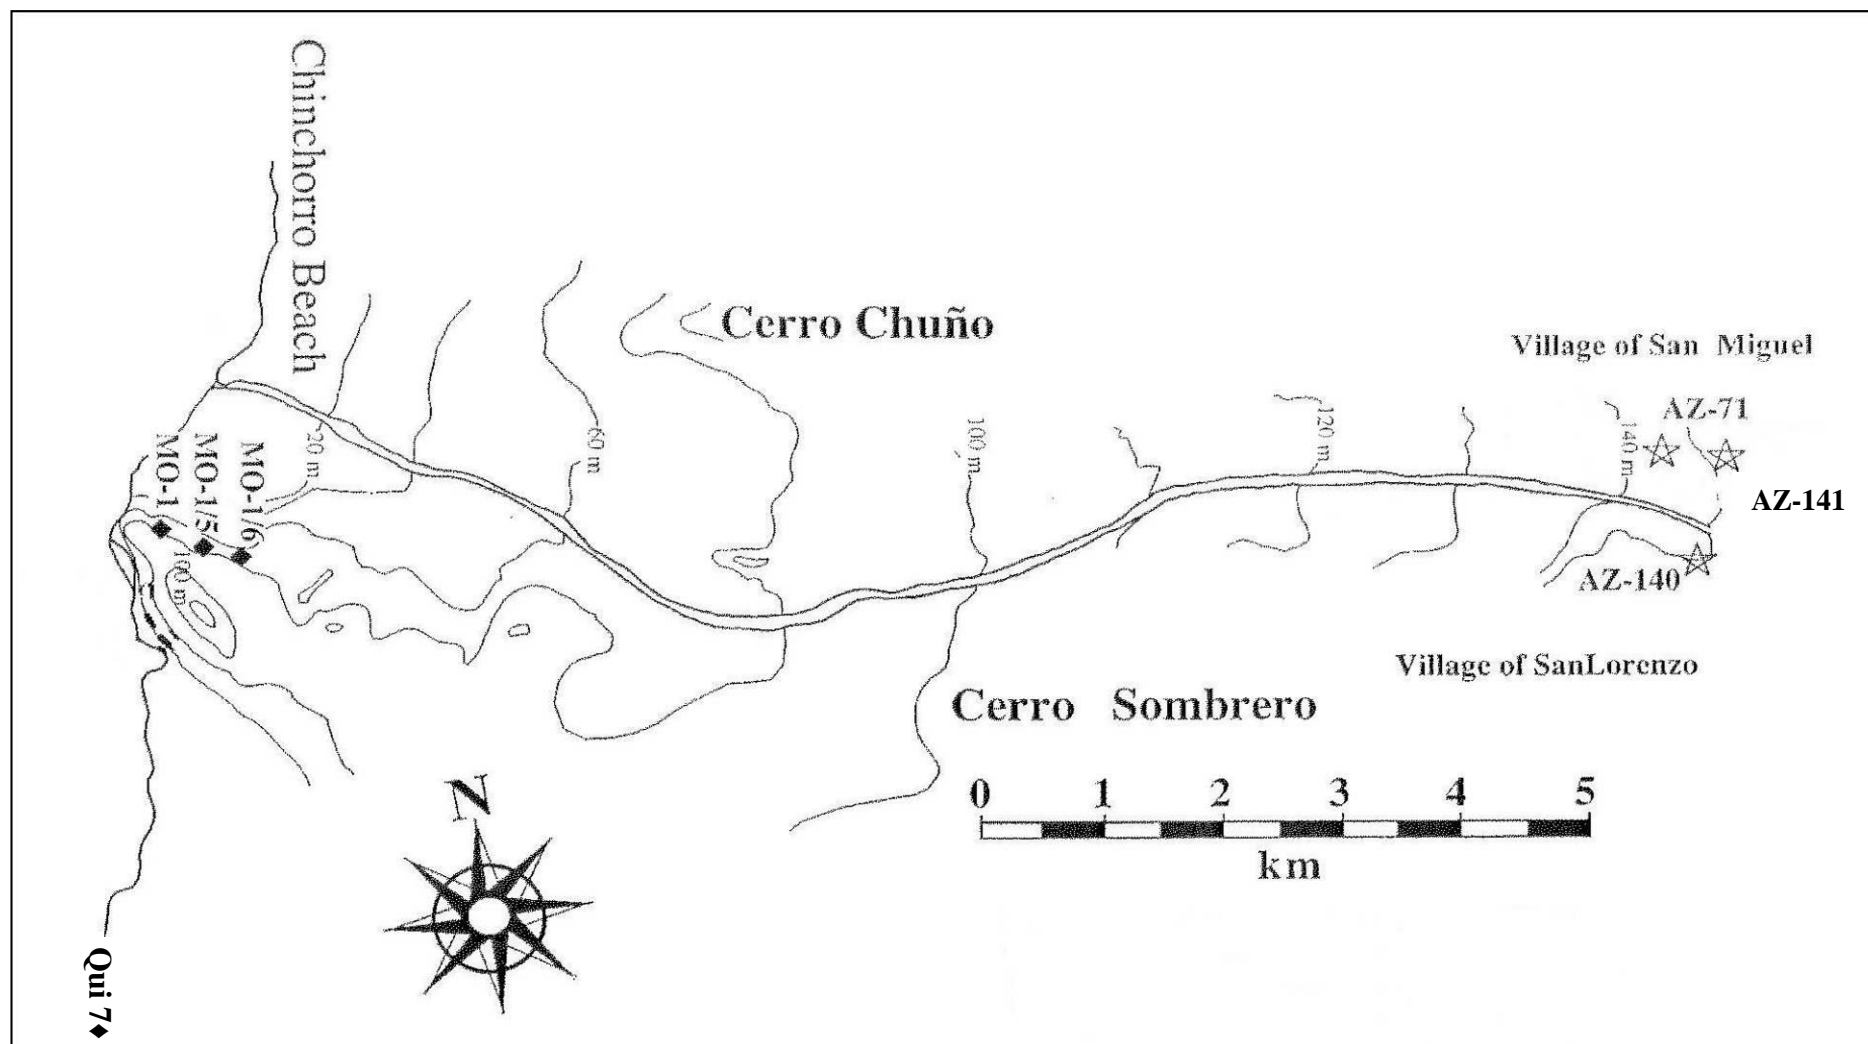 Chinchorro Beach
Cerro Chuño
Village of San Miguel
AZ-71
AZ-141
AZ-140
Village of SanLorenzo
Cerro Sombrero
20 m
60 m
100 m
120 m
140 m
MO-1
MO-1/5
MO-1/6
100 m
N
0 1 2 3 4 5
km
Qui 7